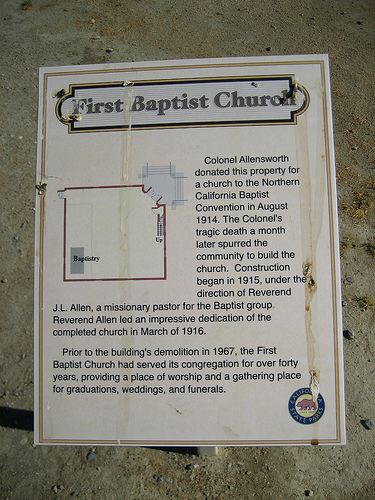 First Baptist Church
Colonel Allensworth
donated this property for
a church to the Northern
California Baptist
Convention in August
1914. The Colonel's
tragic death a month
later spurred the
community to build the
church. Construction
began in 1915, under the
direction of Reverend
J.L. Allen, a missionary pastor for the Baptist group.
Reverend Allen led an impressive dedication of the
completed church in March of 1916.
Prior to the building's demolition in 1967, the First
Baptist Church had served its congregation for over forty
years, providing a place of worship and a gathering place
for graduations, weddings, and funerals.
Up
Baptistry
CALIFORNIA
STATE PARKS